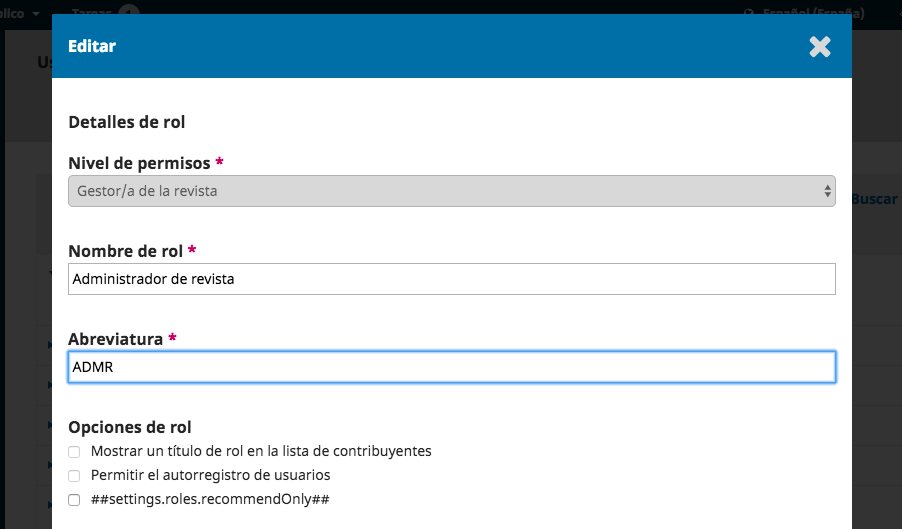 blico
Tareas
Español (España)
Editar
Us
Detalles de rol
Nivel de permisos *
Gestor/a de la revista
Buscar
Nombre de rol *
Administrador de revista
Abreviatura *
ADMR
Opciones de rol
Mostrar un título de rol en la lista de contribuyentes
Permitir el autorregistro de usuarios
##settings.roles.recommendOnly##